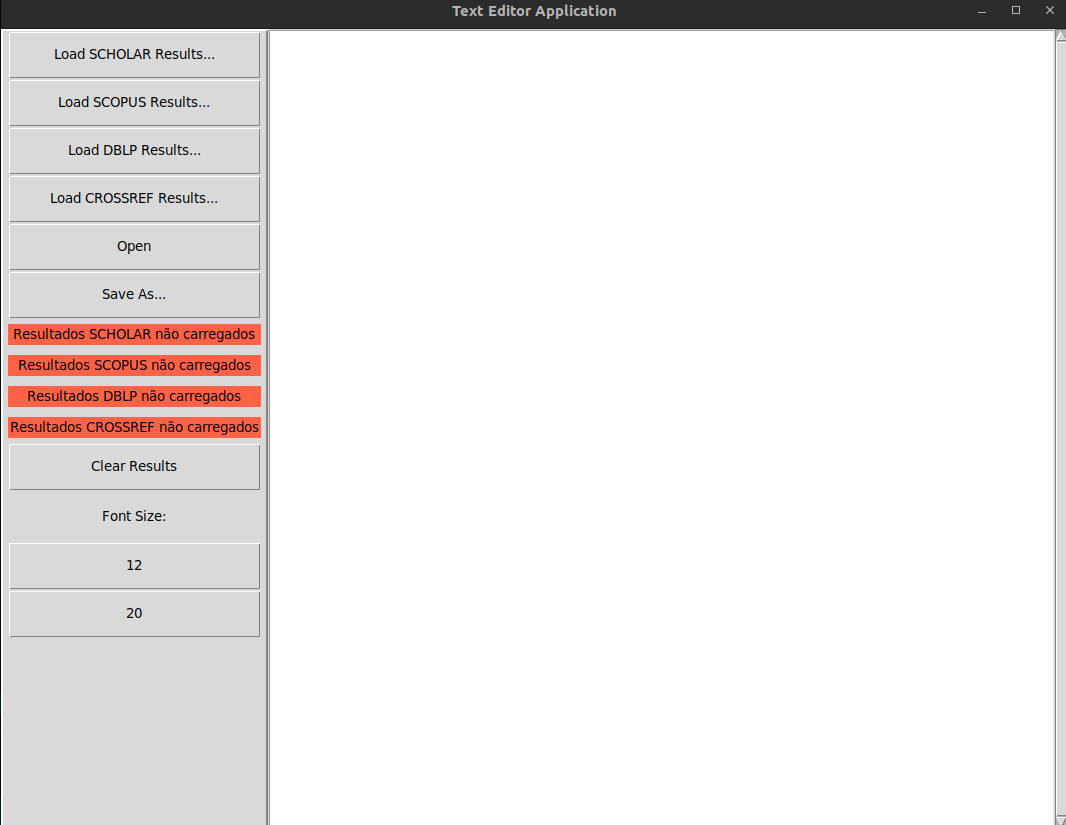 Text Editor Application
Load SCHOLAR Results...
Load SCOPUS Results...
Load DBLP Results...
Load CROSSREF Results...
Open
Save As...
Resultados SCHOLAR não carregados
Resultados SCOPUS não carregados
Resultados DBLP não carregados
Resultados CROSSREF não carregados
Clear Results
Font Size:
12
20